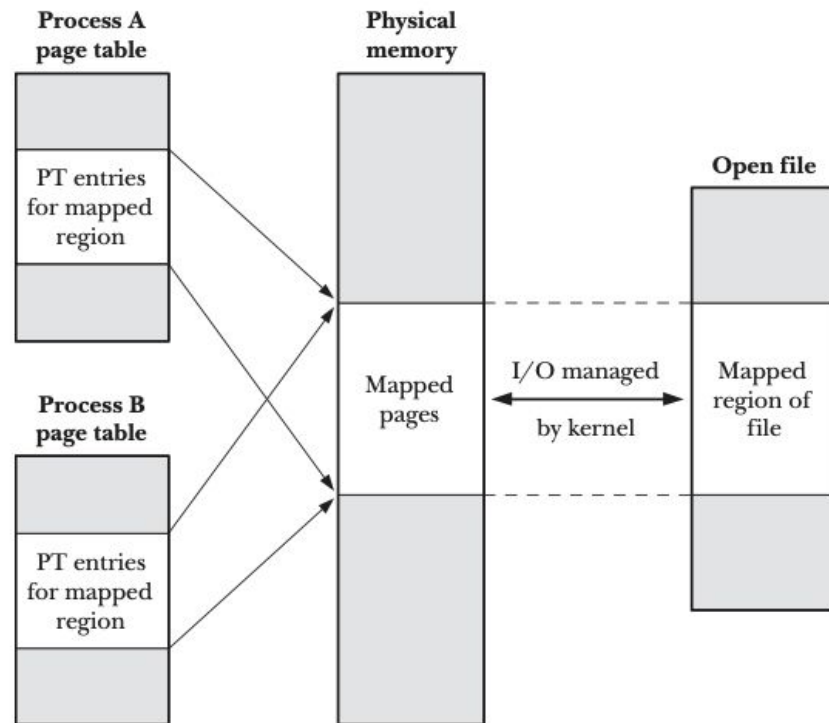 Process A
page table
PT entries
for mapped
region
Process B
page table
PT entries
for mapped
region
Physical
memory
Mapped
pages
I/O managed
by kernel
Open file
Mapped
region of
file